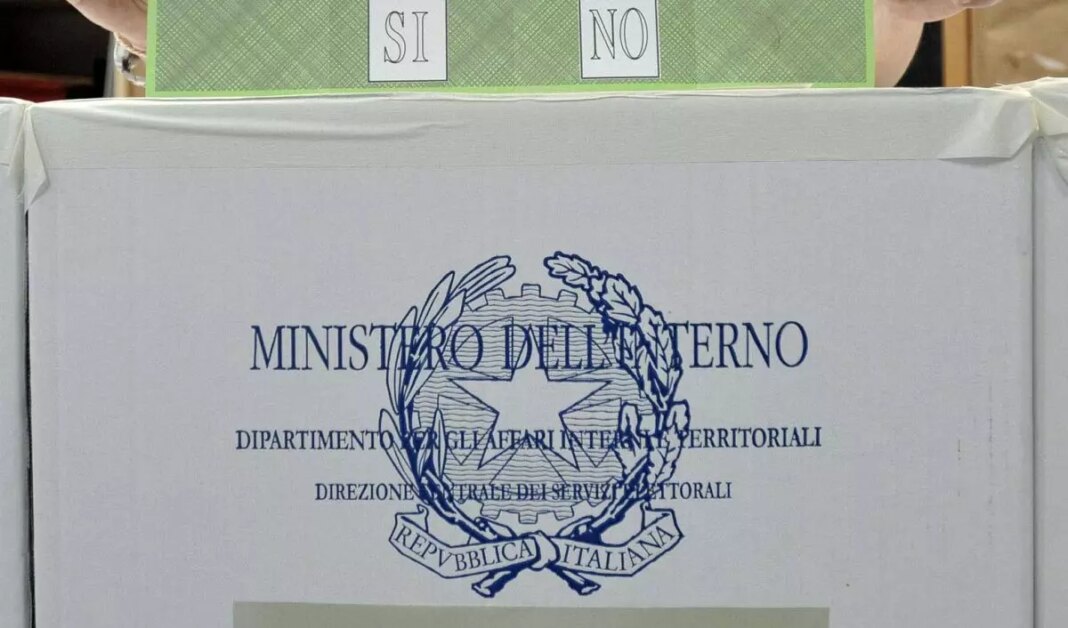 SI NO
MINISTERO DELL'INTERNO
DIPARTIMENTO PER GLI AFFARI INTERNI E TERRITORIALI
DIREZIONE CENTRALE DEI SERVIZI ELETTORALI
REPVBBLICA ITALIANA